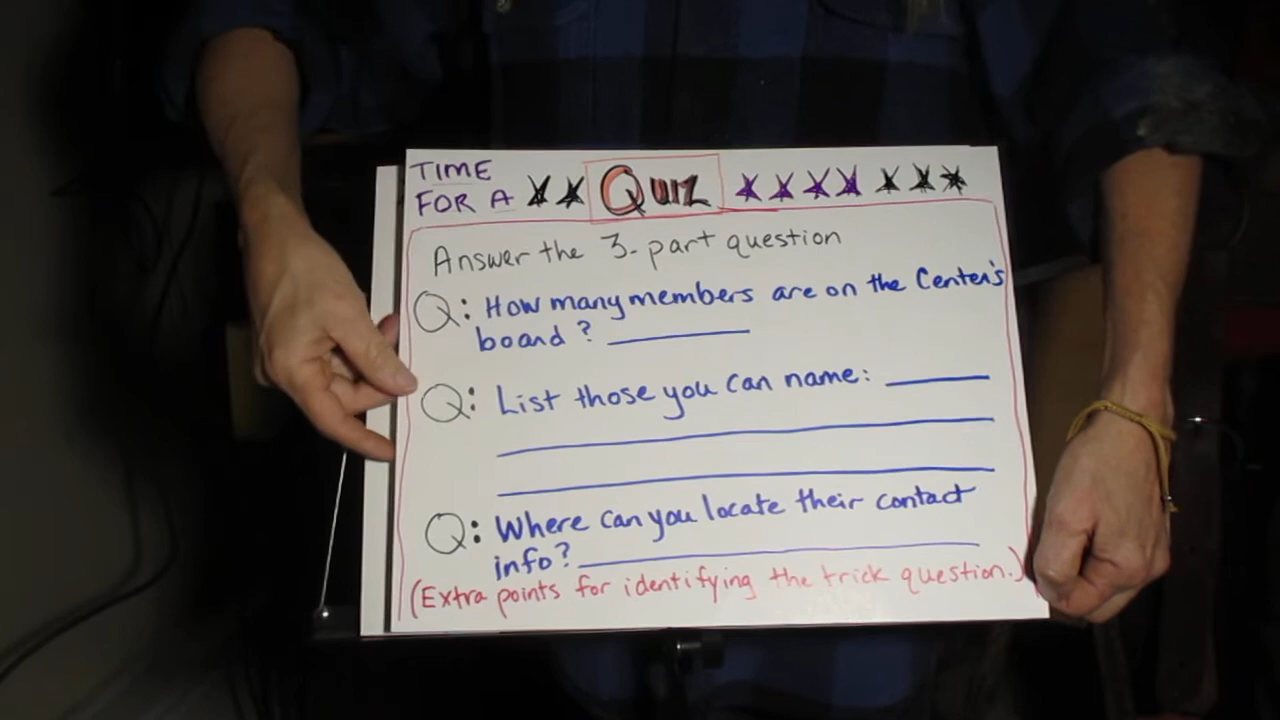 TIME
FOR A QUIZ
Answer the 3-part question
Q: How many members are on the Center's
board? 
Q: List those you can name:
Q: Where can you locate their contact
info?
(Extra points for identifying the trick question.)